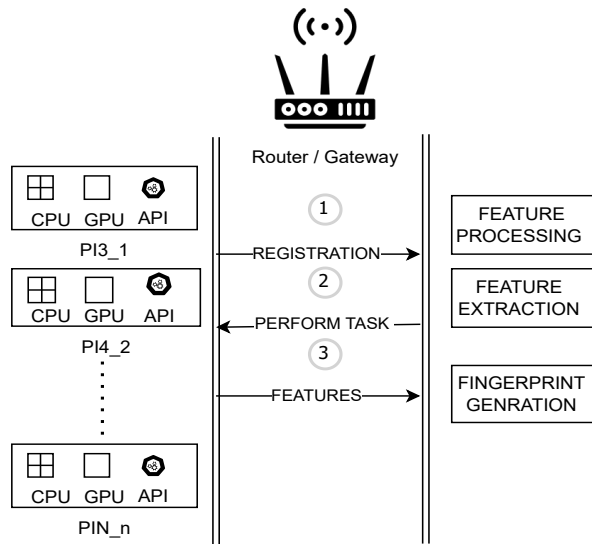 Router / Gateway
CPU GPU API
PI3_1
CPU GPU API
PI4_2
CPU GPU API
PIN_n
1
REGISTRATION
2
PERFORM TASK
3
FEATURES
FEATURE
PROCESSING
FEATURE
EXTRACTION
FINGERPRINT
GENRATION